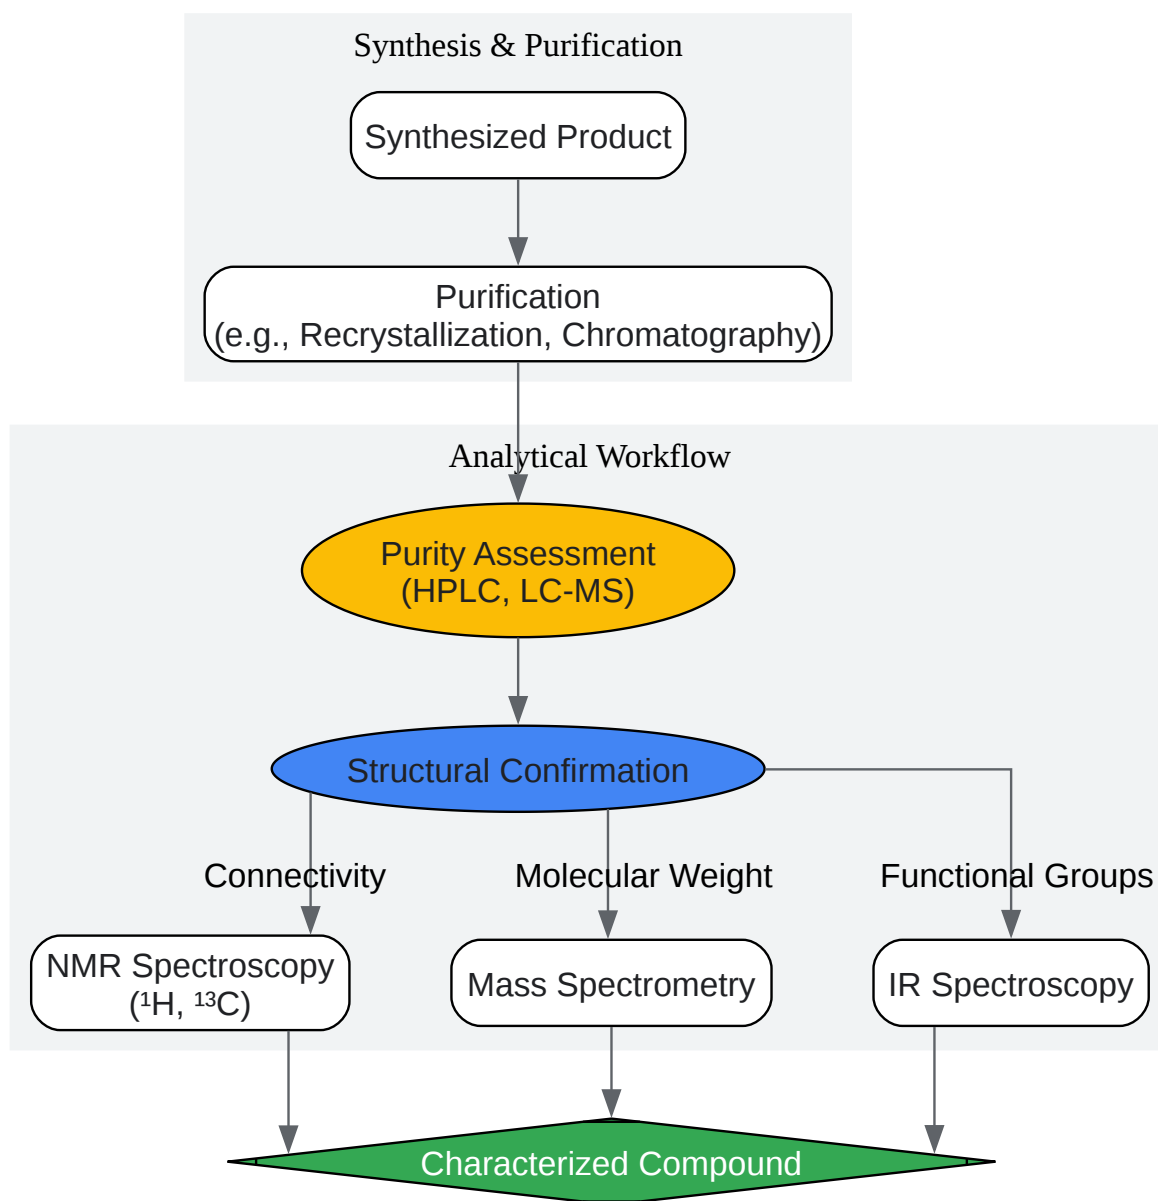 Synthesis & Purification
Synthesized Product
Purification
(e.g., Recrystallization, Chromatography)
Analytical Workflow
Purity Assessment
(HPLC, LC-MS)
Structural Confirmation
Connectivity
Molecular Weight
Functional Groups
NMR Spectroscopy
(¹H, ¹³C)
Mass Spectrometry
IR Spectroscopy
Characterized Compound